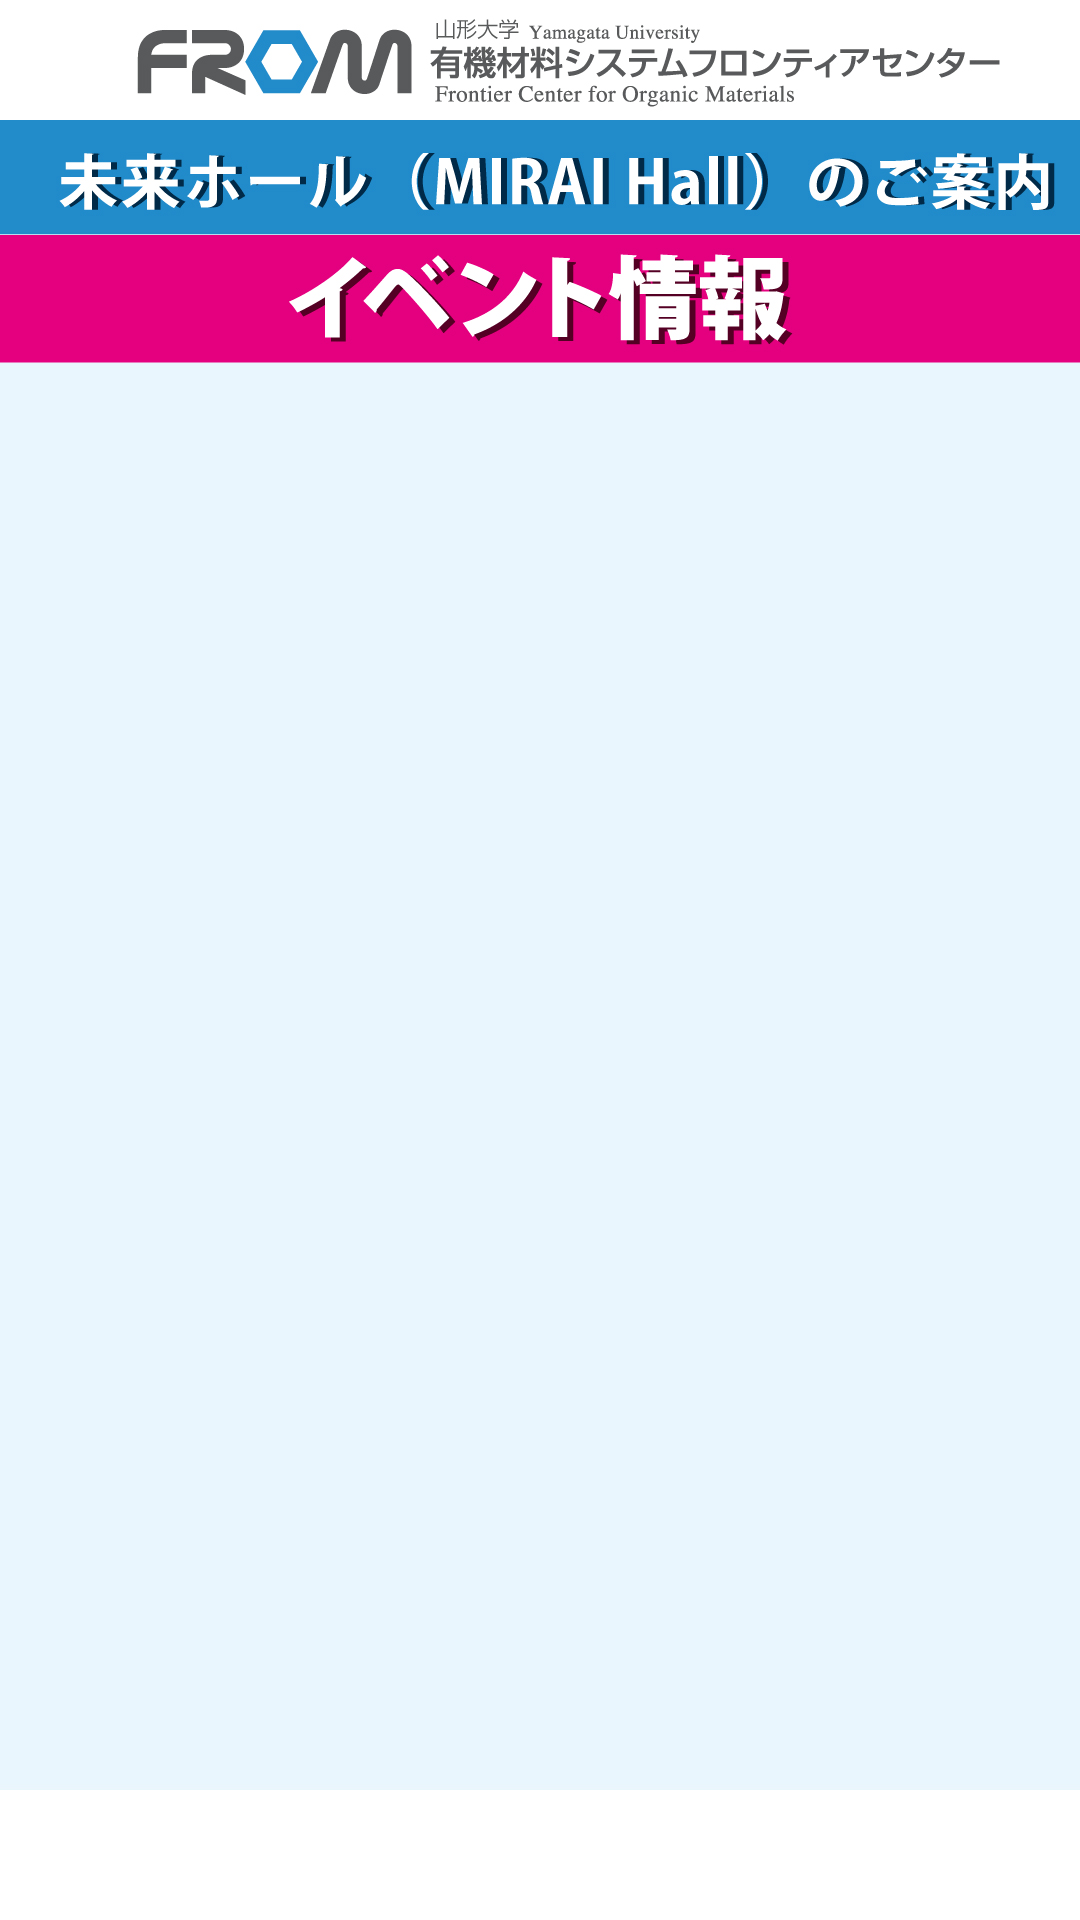 山形大学 Yamagata University
FROM 有機材料システムフロンティアセンター
Frontier Center for Organic Materials
未来ホール（MIRAI Hall）のご案内
イベント情報